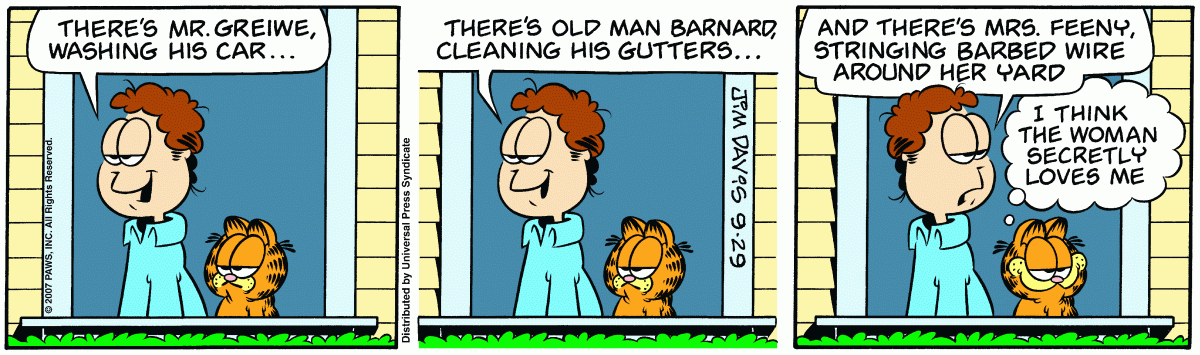 THERE'S MR. GREIWE,
WASHING HIS CAR...
© 2007 PAWS, INC. All Rights Reserved.
THERE'S OLD MAN BARNARD,
CLEANING HIS GUTTERS...
Distributed by Universal Press Syndicate
JIM DAVIS 9-29
AND THERE'S MRS. FEENY,
STRINGING BARBED WIRE
AROUND HER YARD
I THINK
THE WOMAN
SECRETLY
LOVES ME